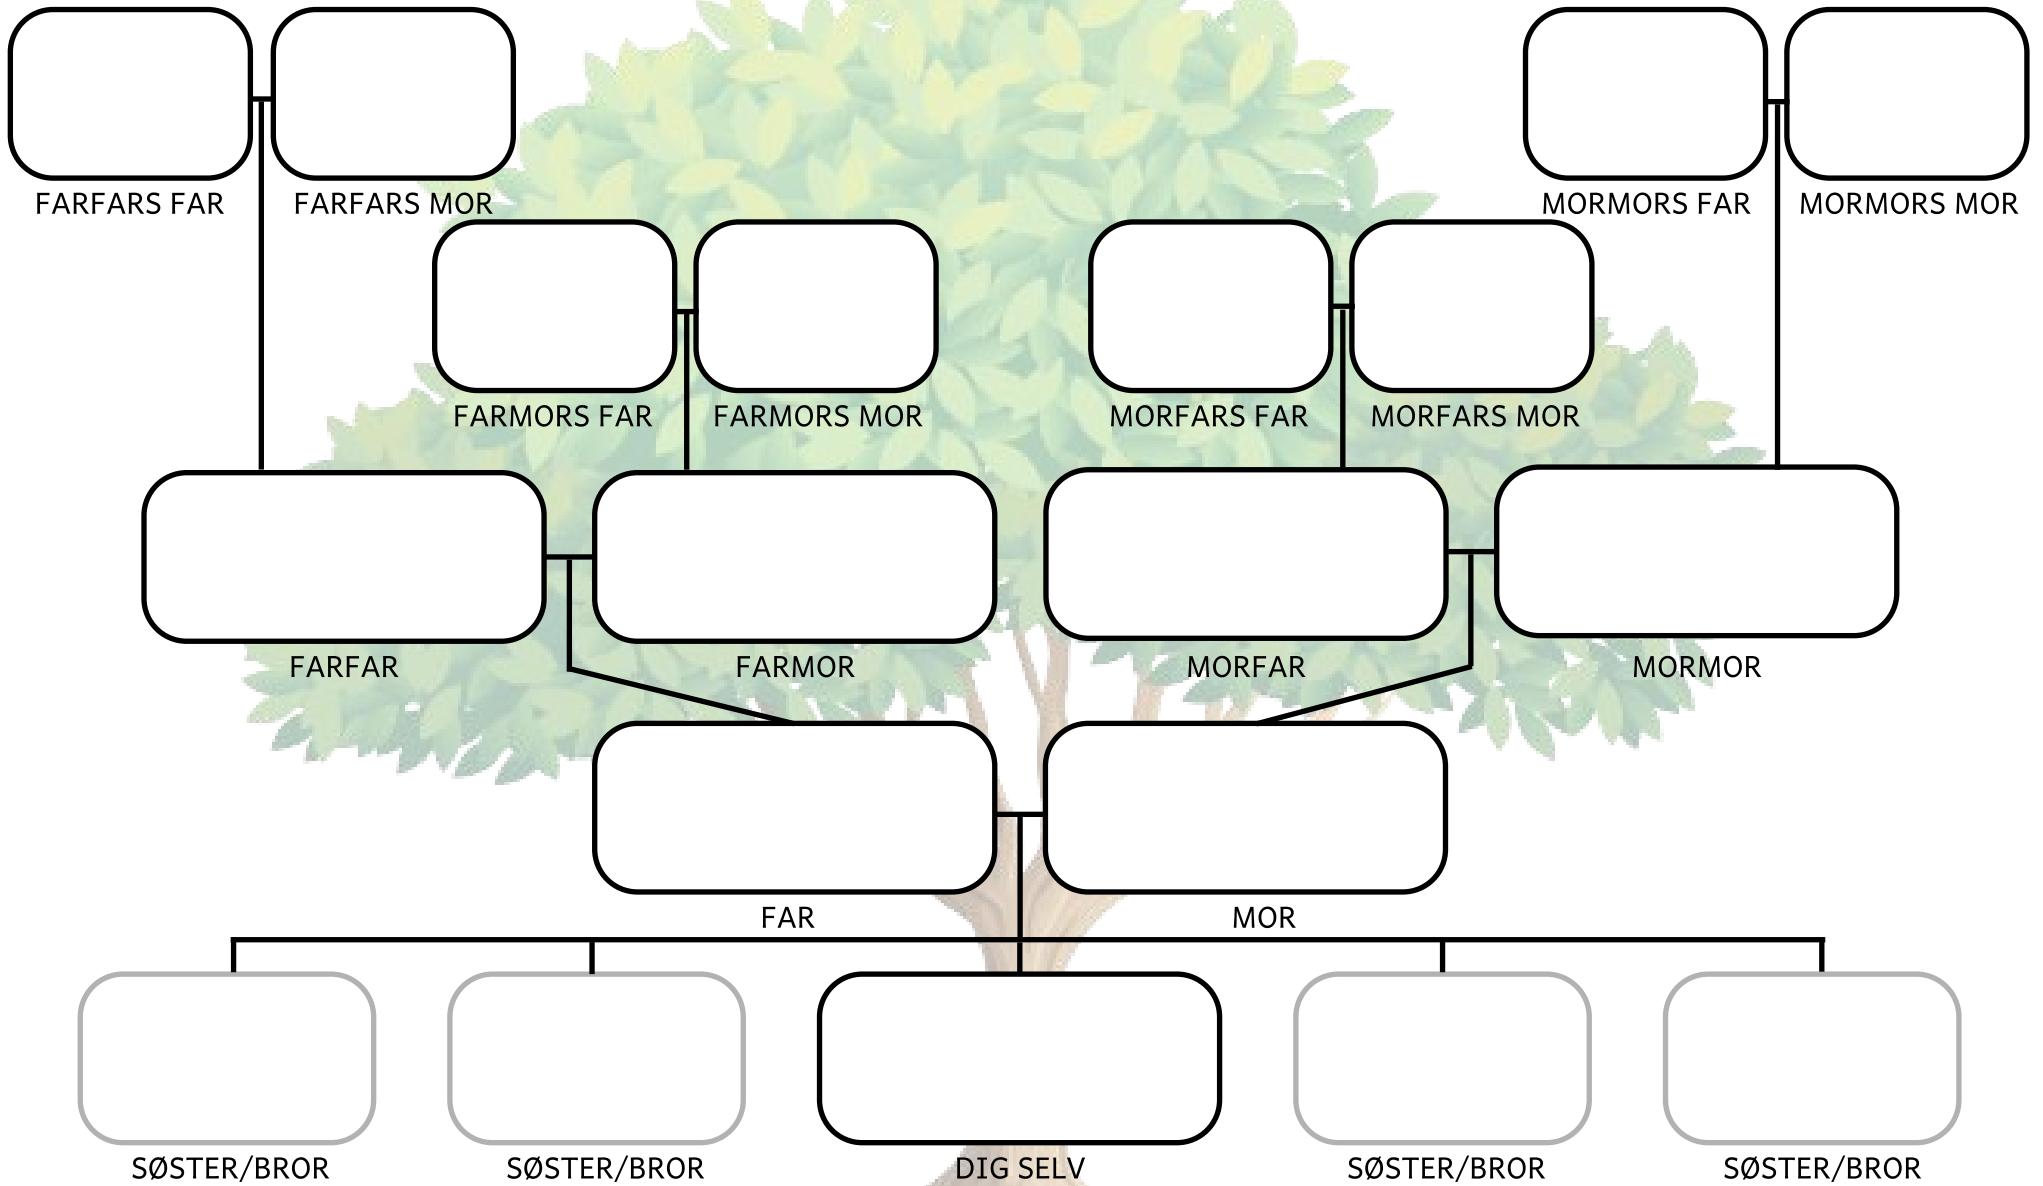 FARFARS FAR
FARFARS MOR
MORMORS FAR
MORMORS MOR
FARMORS FAR
FARMORS MOR
MORFARS FAR
MORFARS MOR
FARFAR
FARMOR
MORFAR
MORMOR
FAR
MOR
SØSTER/BROR
SØSTER/BROR
DIG SELV
SØSTER/BROR
SØSTER/BROR